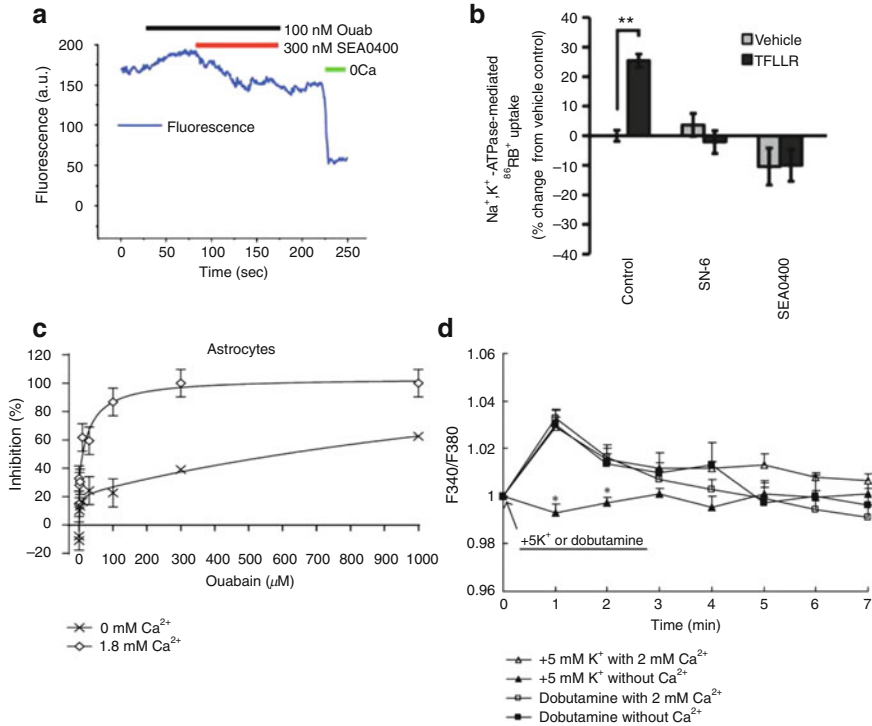 a
100 nM Ouab
300 nM SEA0400
0Ca
Fluorescence
Fluorescence (a.u.)
200
150
100
50
0
0 50 100 150 200 250
Time (sec)
b
**
Vehicle
TFLLR
Na⁺,K⁺-ATPase-mediated
⁸⁶RB⁺ uptake
(% change from vehicle control)
40
30
20
10
0
−10
−20
−30
−40
Control
SN-6
SEA0400
c
Astrocytes
Inhibition (%)
120
100
80
60
40
20
0
−20
0 100 200 300 400 500 600 700 800 900 1000
Ouabain (µM)
0 mM Ca²⁺
1.8 mM Ca²⁺
d
F340/F380
1.06
1.04
1.02
1
0.98
0.96
* *
+5K⁺ or dobutamine
0 1 2 3 4 5 6 7
Time (min)
+5 mM K⁺ with 2 mM Ca²⁺
+5 mM K⁺ without Ca²⁺
Dobutamine with 2 mM Ca²⁺
Dobutamine without Ca²⁺